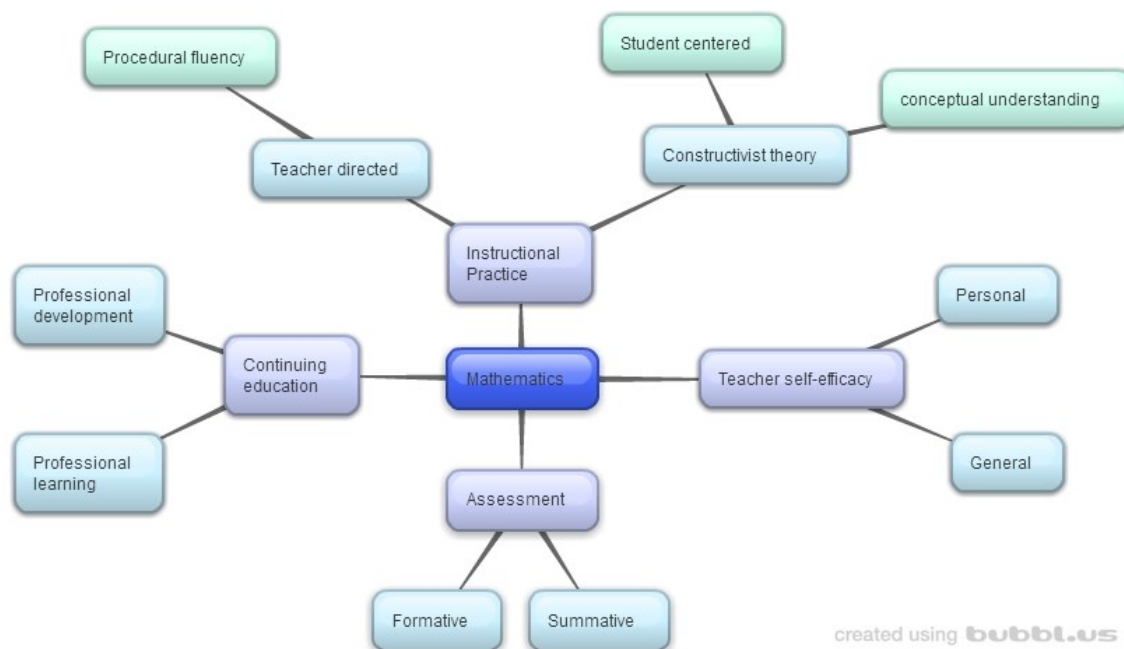 Student centered
Procedural fluency
conceptual understanding
Constructivist theory
Teacher directed
Instructional
Practice
Professional
development
Personal
Continuing
education
Mathematics
Teacher self-efficacy
Professional
learning
General
Assessment
Formative
Summative
created using bubbl.us